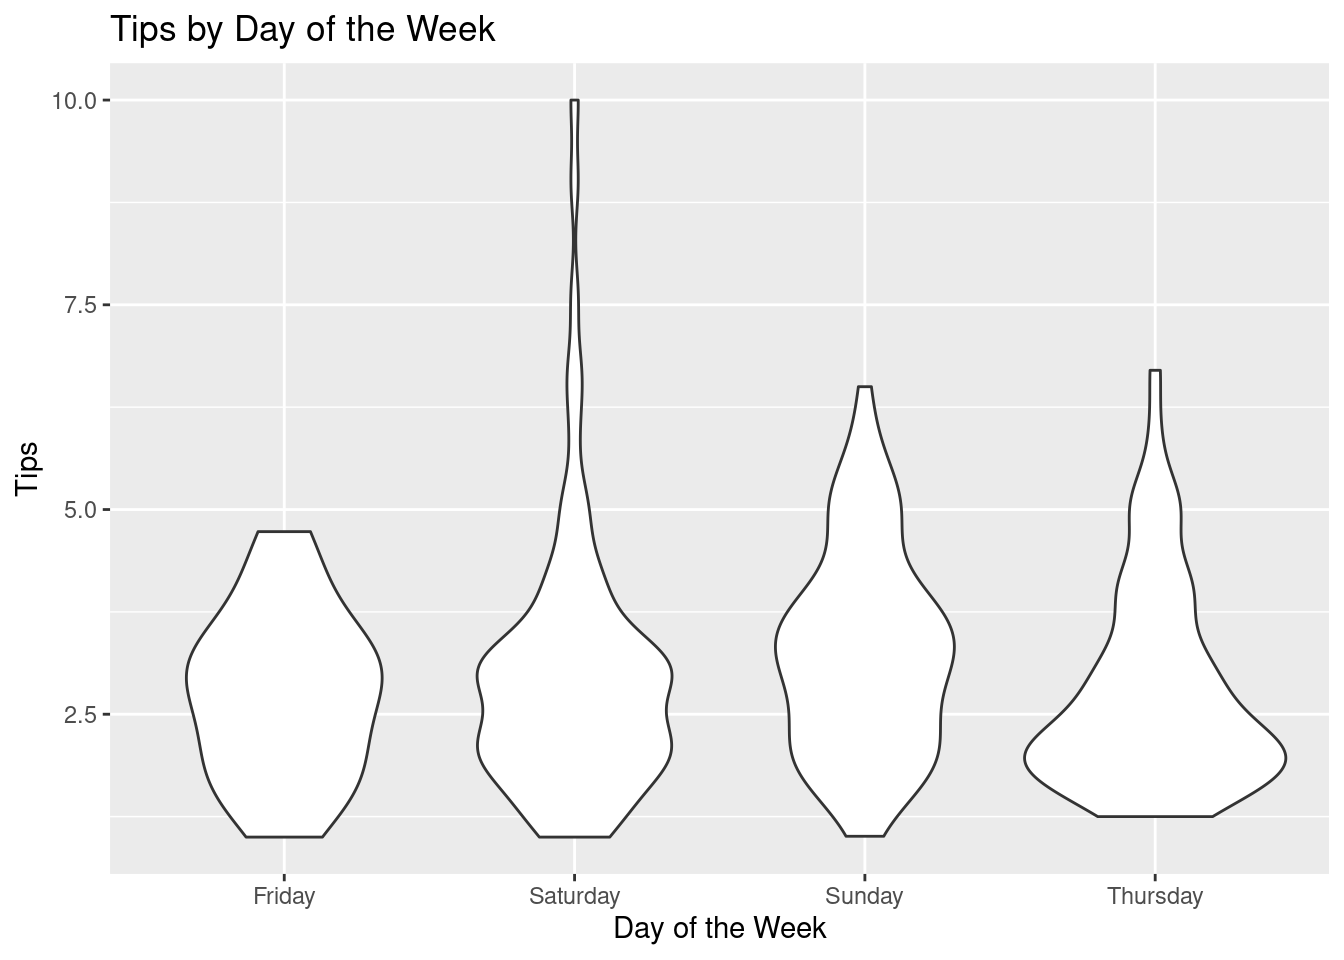 Tips by Day of the Week
10.0
7.5
5.0
2.5
Tips
Friday Saturday Sunday Thursday
Day of the Week